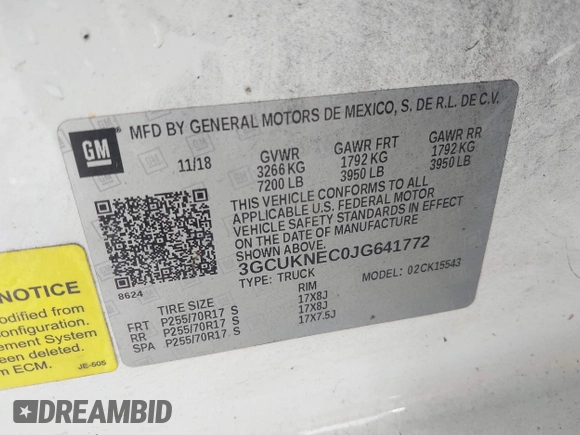 MFD BY GENERAL MOTORS DE MEXICO, S. DE R.L. DE C.V.
GM
11/18 GVWR GAWR FRT GAWR RR
3266 KG 1792 KG 1792 KG
7200 LB 3950 LB 3950 LB
THIS VEHICLE CONFORMS TO ALL
APPLICABLE U.S. FEDERAL MOTOR
VEHICLE SAFETY STANDARDS IN EFFECT
ON THE DATE OF MANUFACTURE
SHOWN ABOVE.
3GCUKNEC0JG641772
TYPE: TRUCK MODEL: 02CK15543
8624
TIRE SIZE RIM
FRT P255/70R17 S 17X8J
RR P255/70R17 S 17X8J
SPA P255/70R17 S 17X7.5J
NOTICE
modified from
configuration.
ment System
been deleted.
ECM.
JE-605
DREAMBID